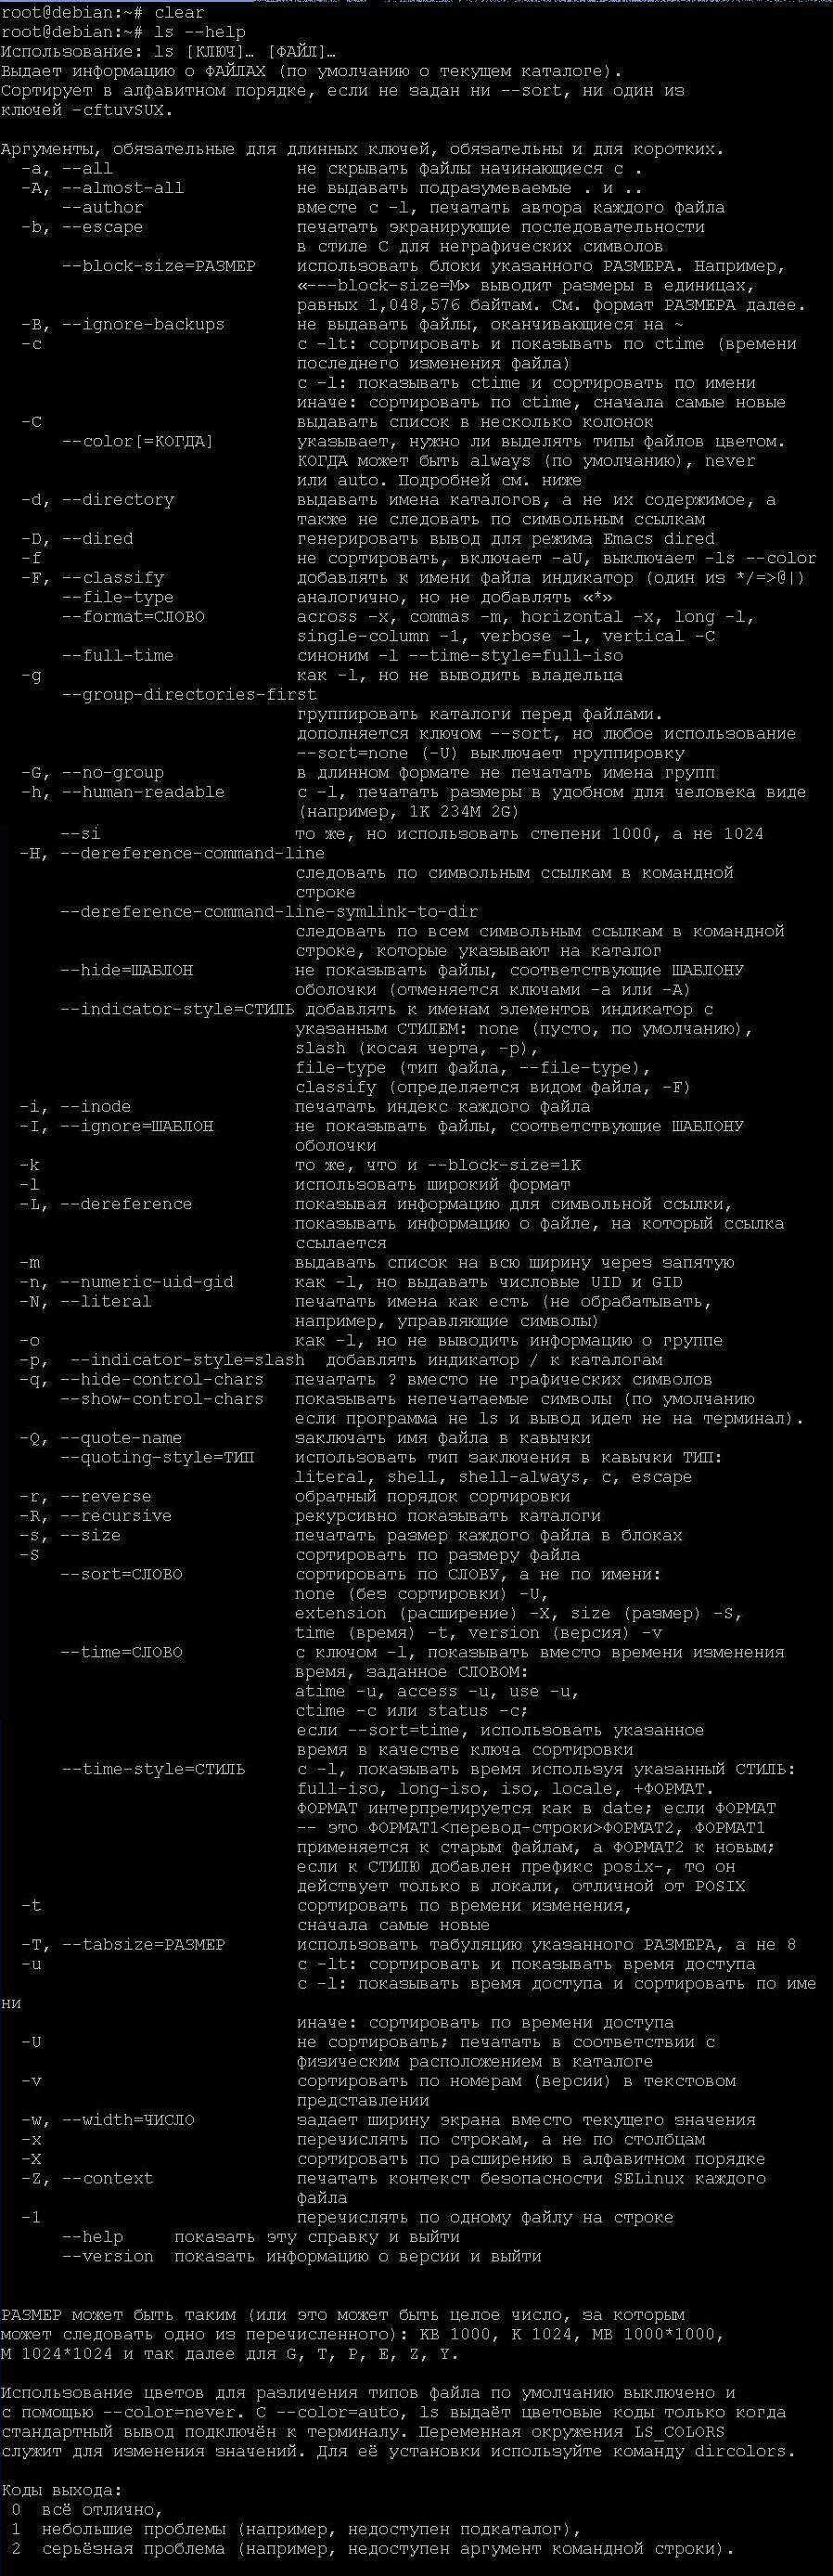 root@debian:~# clear
root@debian:~# ls --help
Использование: ls [КЛЮЧ]… [ФАЙЛ]…
Выдает информацию о ФАЙЛАХ (по умолчанию о текущем каталоге).
Сортирует в алфавитном порядке, если не задан ни --sort, ни один из
ключей -cftuvSUX.

Аргументы, обязательные для длинных ключей, обязательны и для коротких.
  -a, --all                  не скрывать файлы начинающиеся с .
  -A, --almost-all           не выдавать подразумеваемые . и ..
      --author               вместе с -l, печатать автора каждого файла
  -b, --escape               печатать экранирующие последовательности
                             в стиле C для неграфических символов
      --block-size=РАЗМЕР    использовать блоки указанного РАЗМЕРА. Например,
                             «---block-size=M» выводит размеры в единицах,
                             равных 1,048,576 байтам. См. формат РАЗМЕРА далее.
  -B, --ignore-backups       не выдавать файлы, оканчивающиеся на ~
  -c                         с -lt: сортировать и показывать по ctime (времени
                             последнего изменения файла)
                             с -l: показывать ctime и сортировать по имени
                             иначе: сортировать по ctime, сначала самые новые
  -C                         выдавать список в несколько колонок
      --color[=КОГДА]        указывает, нужно ли выделять типы файлов цветом.
                             КОГДА может быть always (по умолчанию), never
                             или auto. Подробней см. ниже
  -d, --directory            выдавать имена каталогов, а не их содержимое, а
                             также не следовать по символьным ссылкам
  -D, --dired                генерировать вывод для режима Emacs dired
  -f                         не сортировать, включает -aU, выключает -ls --color
  -F, --classify             добавлять к имени файла индикатор (один из */=>@|)
      --file-type            аналогично, но не добавлять «*»
      --format=СЛОВО         across -x, commas -m, horizontal -x, long -l,
                             single-column -1, verbose -l, vertical -C
      --full-time            синоним -l --time-style=full-iso
  -g                         как -l, но не выводить владельца
      --group-directories-first
                             группировать каталоги перед файлами.
                             дополняется ключом --sort, но любое использование
                             --sort=none (-U) выключает группировку
  -G, --no-group             в длинном формате не печатать имена групп
  -h, --human-readable       с -l, печатать размеры в удобном для человека виде
                             (например, 1K 234M 2G)
      --si                   то же, но использовать степени 1000, а не 1024
  -H, --dereference-command-line
                             следовать по символьным ссылкам в командной
                             строке
      --dereference-command-line-symlink-to-dir
                             следовать по всем символьным ссылкам в командной
                             строке, которые указывают на каталог
      --hide=ШАБЛОН          не показывать файлы, соответствующие ШАБЛОНУ
                             оболочки (отменяется ключами -a или -A)
      --indicator-style=СТИЛЬ добавлять к именам элементов индикатор с
                             указанным СТИЛЕМ: none (пусто, по умолчанию),
                             slash (косая черта, -p),
                             file-type (тип файла, --file-type),
                             classify (определяется видом файла, -F)
  -i, --inode                печатать индекс каждого файла
  -I, --ignore=ШАБЛОН        не показывать файлы, соответствующие ШАБЛОНУ
                             оболочки
  -k                         то же, что и --block-size=1K
  -l                         использовать широкий формат
  -L, --dereference          показывая информацию для символьной ссылки,
                             показывать информацию о файле, на который ссылка
                             ссылается
  -m                         выдавать список на всю ширину через запятую
  -n, --numeric-uid-gid      как -l, но выдавать числовые UID и GID
  -N, --literal              печатать имена как есть (не обрабатывать,
                             например, управляющие символы)
  -o                         как -l, но не выводить информацию о группе
  -p,  --indicator-style=slash  добавлять индикатор / к каталогам
  -q, --hide-control-chars   печатать ? вместо не графических символов
      --show-control-chars   показывать непечатаемые символы (по умолчанию
                             если программа не ls и вывод идет не на терминал).
  -Q, --quote-name           заключать имя файла в кавычки
      --quoting-style=ТИП    использовать тип заключения в кавычки ТИП:
                             literal, shell, shell-always, c, escape
  -r, --reverse              обратный порядок сортировки
  -R, --recursive            рекурсивно показывать каталоги
  -s, --size                 печатать размер каждого файла в блоках
  -S                         сортировать по размеру файла
      --sort=СЛОВО           сортировать по СЛОВУ, а не по имени:
                             none (без сортировки) -U,
                             extension (расширение) -X, size (размер) -S,
                             time (время) -t, version (версия) -v
      --time=СЛОВО           с ключом -l, показывать вместо времени изменения
                             время, заданное СЛОВОМ:
                             atime -u, access -u, use -u,
                             ctime -c или status -c;
                             если --sort=time, использовать указанное
                             время в качестве ключа сортировки
      --time-style=СТИЛЬ     с -l, показывать время используя указанный СТИЛЬ:
                             full-iso, long-iso, iso, locale, +ФОРМАТ.
                             ФОРМАТ интерпретируется как в date; если ФОРМАТ
                             -- это ФОРМАТ1<перевод-строки>ФОРМАТ2, ФОРМАТ1
                             применяется к старым файлам, а ФОРМАТ2 к новым;
                             если к СТИЛЮ добавлен префикс posix-, то он
                             действует только в локали, отличной от POSIX
  -t                         сортировать по времени изменения,
                             сначала самые новые
  -T, --tabsize=РАЗМЕР       использовать табуляцию указанного РАЗМЕРА, а не 8
  -u                         с -lt: сортировать и показывать время доступа
                             с -l: показывать время доступа и сортировать по име
ни
                             иначе: сортировать по времени доступа
  -U                         не сортировать; печатать в соответствии с
                             физическим расположением в каталоге
  -v                         сортировать по номерам (версии) в текстовом
                             представлении
  -w, --width=ЧИСЛО          задает ширину экрана вместо текущего значения
  -x                         перечислять по строкам, а не по столбцам
  -X                         сортировать по расширению в алфавитном порядке
  -Z, --context              печатать контекст безопасности SELinux каждого
                             файла
  -1                         перечислять по одному файлу на строке
      --help     показать эту справку и выйти
      --version  показать информацию о версии и выйти

РАЗМЕР может быть таким (или это может быть целое число, за которым
может следовать одно из перечисленного): KB 1000, K 1024, MB 1000*1000,
M 1024*1024 и так далее для G, T, P, E, Z, Y.

Использование цветов для различения типов файла по умолчанию выключено и
с помощью --color=never. С --color=auto, ls выдаёт цветовые коды только когда
стандартный вывод подключён к терминалу. Переменная окружения LS_COLORS
служит для изменения значений. Для её установки используйте команду dircolors.

Коды выхода:
 0  всё отлично,
 1  небольшие проблемы (например, недоступен подкаталог),
 2  серьёзная проблема (например, недоступен аргумент командной строки).